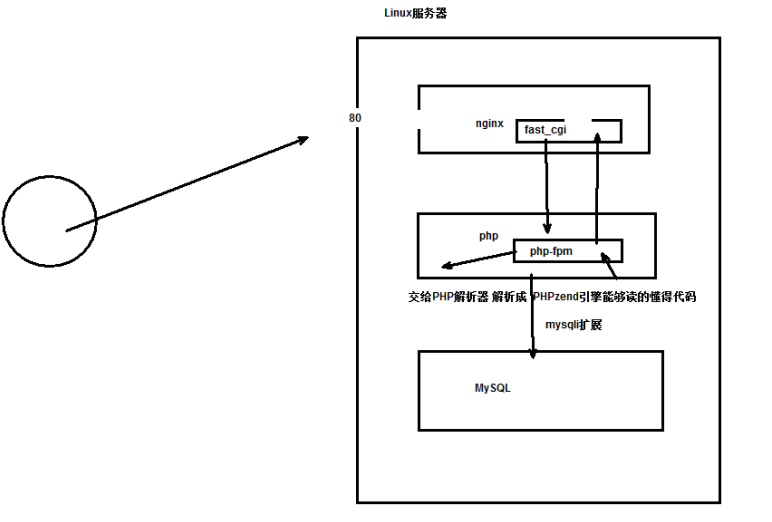 Linux服务器
80
nginx
fast_cgi
php
php-fpm
交给PHP解析器 解析成 PHPzend引擎能够读的懂得代码
mysqli扩展
MySQL